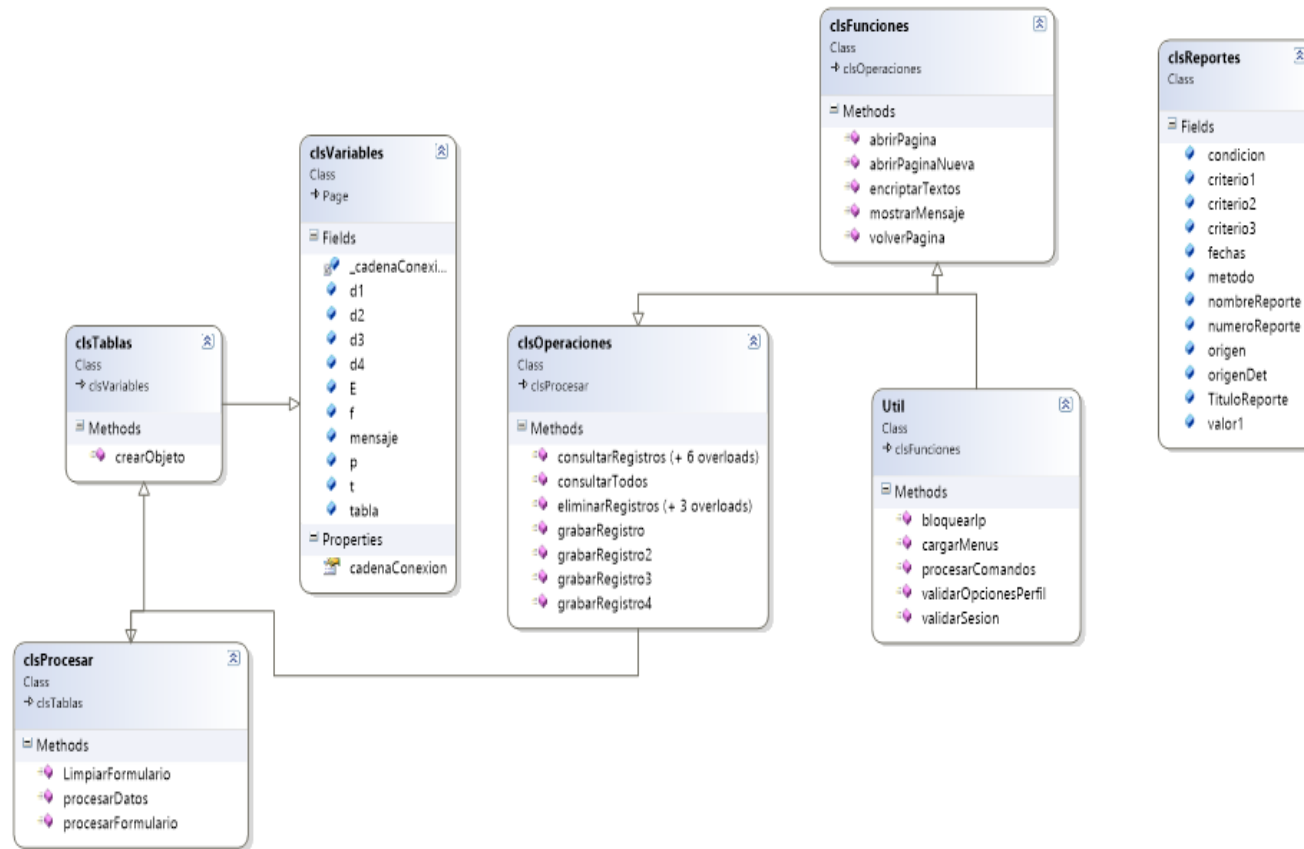 clsFunciones
Class
clsOperaciones
Methods
abrirPagina
abrirPaginaNueva
encriptarTextos
mostrarMensaje
volverPagina
clsReportes
Class
Fields
condicion
criterio1
criterio2
criterio3
fechas
metodo
nombreReporte
numeroReporte
origen
origenDet
TituloReporte
valor1
clsVariables
Class
Page
Fields
_cadenaConexi...
d1
d2
d3
d4
E
f
mensaje
p
t
tabla
Properties
cadenaConexion
clsTablas
Class
clsVariables
Methods
crearObjeto
clsOperaciones
Class
clsProcesar
Methods
consultarRegistros (+ 6 overloads)
consultarTodos
eliminarRegistros (+ 3 overloads)
grabarRegistro
grabarRegistro2
grabarRegistro3
grabarRegistro4
Util
Class
clsFunciones
Methods
bloquearIp
cargarMenus
procesarComandos
validarOpcionesPerfil
validarSesion
clsProcesar
Class
clsTablas
Methods
LimpiarFormulario
procesarDatos
procesarFormulario